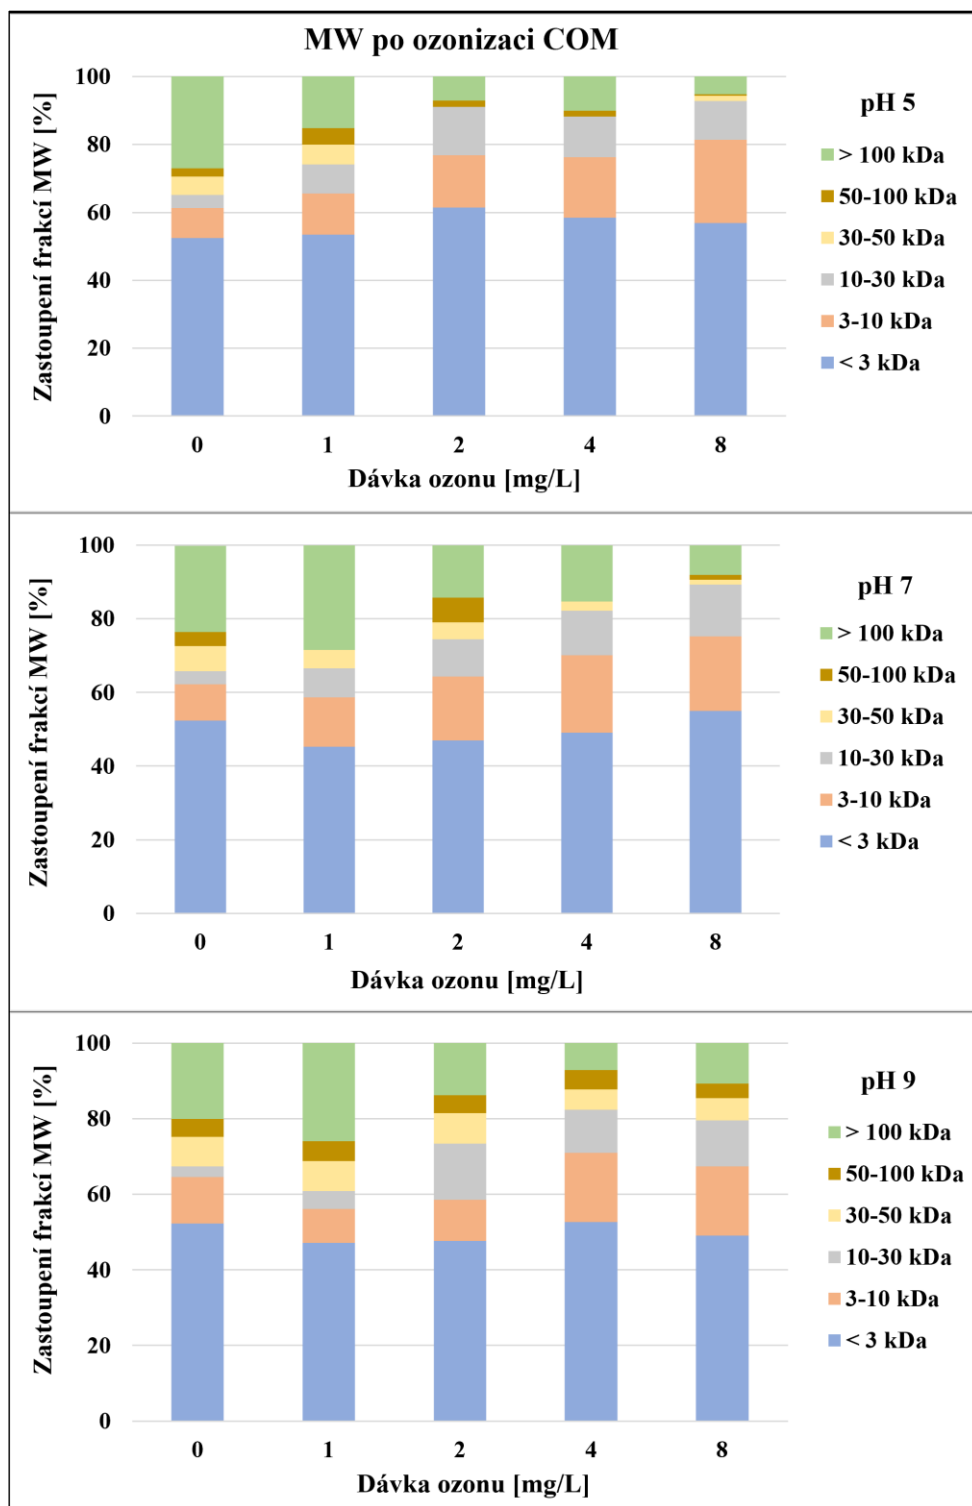 MW po ozonizaci COM
Zastoupení frakcí MW [%]
100
80
60
40
20
0
0 1 2 4 8
Dávka ozonu [mg/L]
pH 5
> 100 kDa
50-100 kDa
30-50 kDa
10-30 kDa
3-10 kDa
< 3 kDa
Zastoupení frakcí MW [%]
100
80
60
40
20
0
0 1 2 4 8
Dávka ozonu [mg/L]
pH 7
> 100 kDa
50-100 kDa
30-50 kDa
10-30 kDa
3-10 kDa
< 3 kDa
Zastoupení frakcí MW [%]
100
80
60
40
20
0
0 1 2 4 8
Dávka ozonu [mg/L]
pH 9
> 100 kDa
50-100 kDa
30-50 kDa
10-30 kDa
3-10 kDa
< 3 kDa